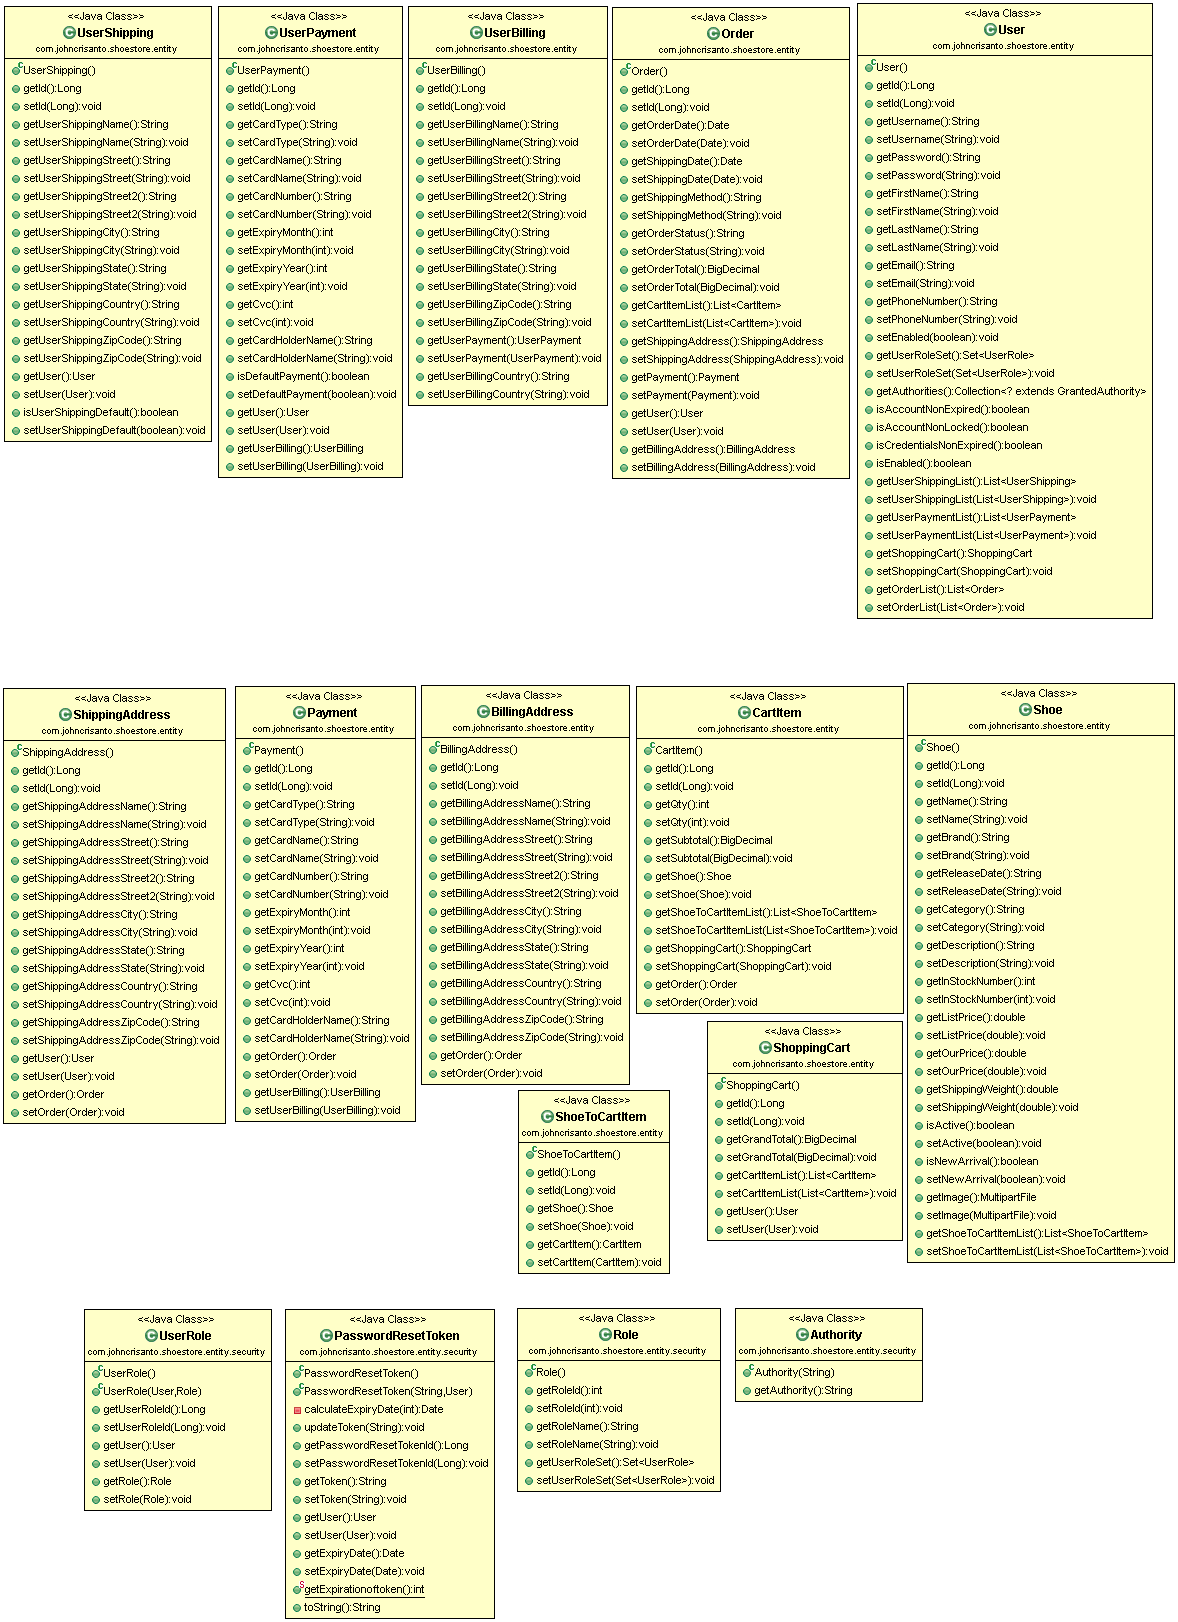 <<Java Class>>
UserShipping
com.johncrisanto.shoestore.entity
UserShipping()
getId():Long
setId(Long):void
getUserShippingName():String
setUserShippingName(String):void
getUserShippingStreet():String
setUserShippingStreet(String):void
getUserShippingStreet2():String
setUserShippingStreet2(String):void
getUserShippingCity():String
setUserShippingCity(String):void
getUserShippingState():String
setUserShippingState(String):void
getUserShippingCountry():String
setUserShippingCountry(String):void
getUserShippingZipCode():String
setUserShippingZipCode(String):void
getUser():User
setUser(User):void
isUserShippingDefault():boolean
setUserShippingDefault(boolean):void
<<Java Class>>
UserPayment
com.johncrisanto.shoestore.entity
UserPayment()
getId():Long
setId(Long):void
getCardType():String
setCardType(String):void
getCardName():String
setCardName(String):void
getCardNumber():String
setCardNumber(String):void
getExpiryMonth():int
setExpiryMonth(int):void
getExpiryYear():int
setExpiryYear(int):void
getCvc():int
setCvc(int):void
getCardHolderName():String
setCardHolderName(String):void
isDefaultPayment():boolean
setDefaultPayment(boolean):void
getUser():User
setUser(User):void
getUserBilling():UserBilling
setUserBilling(UserBilling):void
<<Java Class>>
UserBilling
com.johncrisanto.shoestore.entity
UserBilling()
getId():Long
setId(Long):void
getUserBillingName():String
setUserBillingName(String):void
getUserBillingStreet():String
setUserBillingStreet(String):void
getUserBillingStreet2():String
setUserBillingStreet2(String):void
getUserBillingCity():String
setUserBillingCity(String):void
getUserBillingState():String
setUserBillingState(String):void
getUserBillingZipCode():String
setUserBillingZipCode(String):void
getUserPayment():UserPayment
setUserPayment(UserPayment):void
getUserBillingCountry():String
setUserBillingCountry(String):void
<<Java Class>>
Order
com.johncrisanto.shoestore.entity
Order()
getId():Long
setId(Long):void
getOrderDate():Date
setOrderDate(Date):void
getShippingDate():Date
setShippingDate(Date):void
getShippingMethod():String
setShippingMethod(String):void
getOrderStatus():String
setOrderStatus(String):void
getOrderTotal():BigDecimal
setOrderTotal(BigDecimal):void
getCartItemList():List<CartItem>
setCartItemList(List<CartItem>):void
getShippingAddress():ShippingAddress
setShippingAddress(ShippingAddress):void
getPayment():Payment
setPayment(Payment):void
getUser():User
setUser(User):void
getBillingAddress():BillingAddress
setBillingAddress(BillingAddress):void
<<Java Class>>
User
com.johncrisanto.shoestore.entity
User()
getId():Long
setId(Long):void
getUsername():String
setUsername(String):void
getPassword():String
setPassword(String):void
getFirstName():String
setFirstName(String):void
getLastName():String
setLastName(String):void
getEmail():String
setEmail(String):void
getPhoneNumber():String
setPhoneNumber(String):void
setEnabled(boolean):void
getUserRoleSet():Set<UserRole>
setUserRoleSet(Set<UserRole>):void
getAuthorities():Collection<? extends GrantedAuthority>
isAccountNonExpired():boolean
isAccountNonLocked():boolean
isCredentialsNonExpired():boolean
isEnabled():boolean
getUserShippingList():List<UserShipping>
setUserShippingList(List<UserShipping>):void
getUserPaymentList():List<UserPayment>
setUserPaymentList(List<UserPayment>):void
getShoppingCart():ShoppingCart
setShoppingCart(ShoppingCart):void
getOrderList():List<Order>
setOrderList(List<Order>):void
<<Java Class>>
ShippingAddress
com.johncrisanto.shoestore.entity
ShippingAddress()
getId():Long
setId(Long):void
getShippingAddressName():String
setShippingAddressName(String):void
getShippingAddressStreet():String
setShippingAddressStreet(String):void
getShippingAddressStreet2():String
setShippingAddressStreet2(String):void
getShippingAddressCity():String
setShippingAddressCity(String):void
getShippingAddressState():String
setShippingAddressState(String):void
getShippingAddressCountry():String
setShippingAddressCountry(String):void
getShippingAddressZipCode():String
setShippingAddressZipCode(String):void
getUser():User
setUser(User):void
getOrder():Order
setOrder(Order):void
<<Java Class>>
Payment
com.johncrisanto.shoestore.entity
Payment()
getId():Long
setId(Long):void
getCardType():String
setCardType(String):void
getCardName():String
setCardName(String):void
getCardNumber():String
setCardNumber(String):void
getExpiryMonth():int
setExpiryMonth(int):void
getExpiryYear():int
setExpiryYear(int):void
getCvc():int
setCvc(int):void
getCardHolderName():String
setCardHolderName(String):void
getOrder():Order
setOrder(Order):void
getUserBilling():UserBilling
setUserBilling(UserBilling):void
<<Java Class>>
BillingAddress
com.johncrisanto.shoestore.entity
BillingAddress()
getId():Long
setId(Long):void
getBillingAddressName():String
setBillingAddressName(String):void
getBillingAddressStreet():String
setBillingAddressStreet(String):void
getBillingAddressStreet2():String
setBillingAddressStreet2(String):void
getBillingAddressCity():String
setBillingAddressCity(String):void
getBillingAddressState():String
setBillingAddressState(String):void
getBillingAddressCountry():String
setBillingAddressCountry(String):void
getBillingAddressZipCode():String
setBillingAddressZipCode(String):void
getOrder():Order
setOrder(Order):void
<<Java Class>>
CartItem
com.johncrisanto.shoestore.entity
CartItem()
getId():Long
setId(Long):void
getQty():int
setQty(int):void
getSubtotal():BigDecimal
setSubtotal(BigDecimal):void
getShoe():Shoe
setShoe(Shoe):void
getShoeToCartItemList():List<ShoeToCartItem>
setShoeToCartItemList(List<ShoeToCartItem>):void
getShoppingCart():ShoppingCart
setShoppingCart(ShoppingCart):void
getOrder():Order
setOrder(Order):void
<<Java Class>>
Shoe
com.johncrisanto.shoestore.entity
Shoe()
getId():Long
setId(Long):void
getName():String
setName(String):void
getBrand():String
setBrand(String):void
getReleaseDate():String
setReleaseDate(String):void
getCategory():String
setCategory(String):void
getDescription():String
setDescription(String):void
getInStockNumber():int
setInStockNumber(int):void
getListPrice():double
setListPrice(double):void
getOurPrice():double
setOurPrice(double):void
getShippingWeight():double
setShippingWeight(double):void
isActive():boolean
setActive(boolean):void
isNewArrival():boolean
setNewArrival(boolean):void
getImage():MultipartFile
setImage(MultipartFile):void
getShoeToCartItemList():List<ShoeToCartItem>
setShoeToCartItemList(List<ShoeToCartItem>):void
<<Java Class>>
ShoppingCart
com.johncrisanto.shoestore.entity
ShoppingCart()
getId():Long
setId(Long):void
getGrandTotal():BigDecimal
setGrandTotal(BigDecimal):void
getCartItemList():List<CartItem>
setCartItemList(List<CartItem>):void
getUser():User
setUser(User):void
<<Java Class>>
ShoeToCartItem
com.johncrisanto.shoestore.entity
ShoeToCartItem()
getId():Long
setId(Long):void
getShoe():Shoe
setShoe(Shoe):void
getCartItem():CartItem
setCartItem(CartItem):void
<<Java Class>>
UserRole
com.johncrisanto.shoestore.entity.security
UserRole()
UserRole(User,Role)
getUserRoleId():Long
setUserRoleId(Long):void
getUser():User
setUser(User):void
getRole():Role
setRole(Role):void
<<Java Class>>
PasswordResetToken
com.johncrisanto.shoestore.entity.security
PasswordResetToken()
PasswordResetToken(String,User)
calculateExpiryDate(int):Date
updateToken(String):void
getPasswordResetTokenId():Long
setPasswordResetTokenId(Long):void
getToken():String
setToken(String):void
getUser():User
setUser(User):void
getExpiryDate():Date
setExpiryDate(Date):void
getExpirationoftoken():int
toString():String
<<Java Class>>
Role
com.johncrisanto.shoestore.entity.security
Role()
getRoleId():int
setRoleId(int):void
getRoleName():String
setRoleName(String):void
getUserRoleSet():Set<UserRole>
setUserRoleSet(Set<UserRole>):void
<<Java Class>>
Authority
com.johncrisanto.shoestore.entity.security
Authority(String)
getAuthority():String